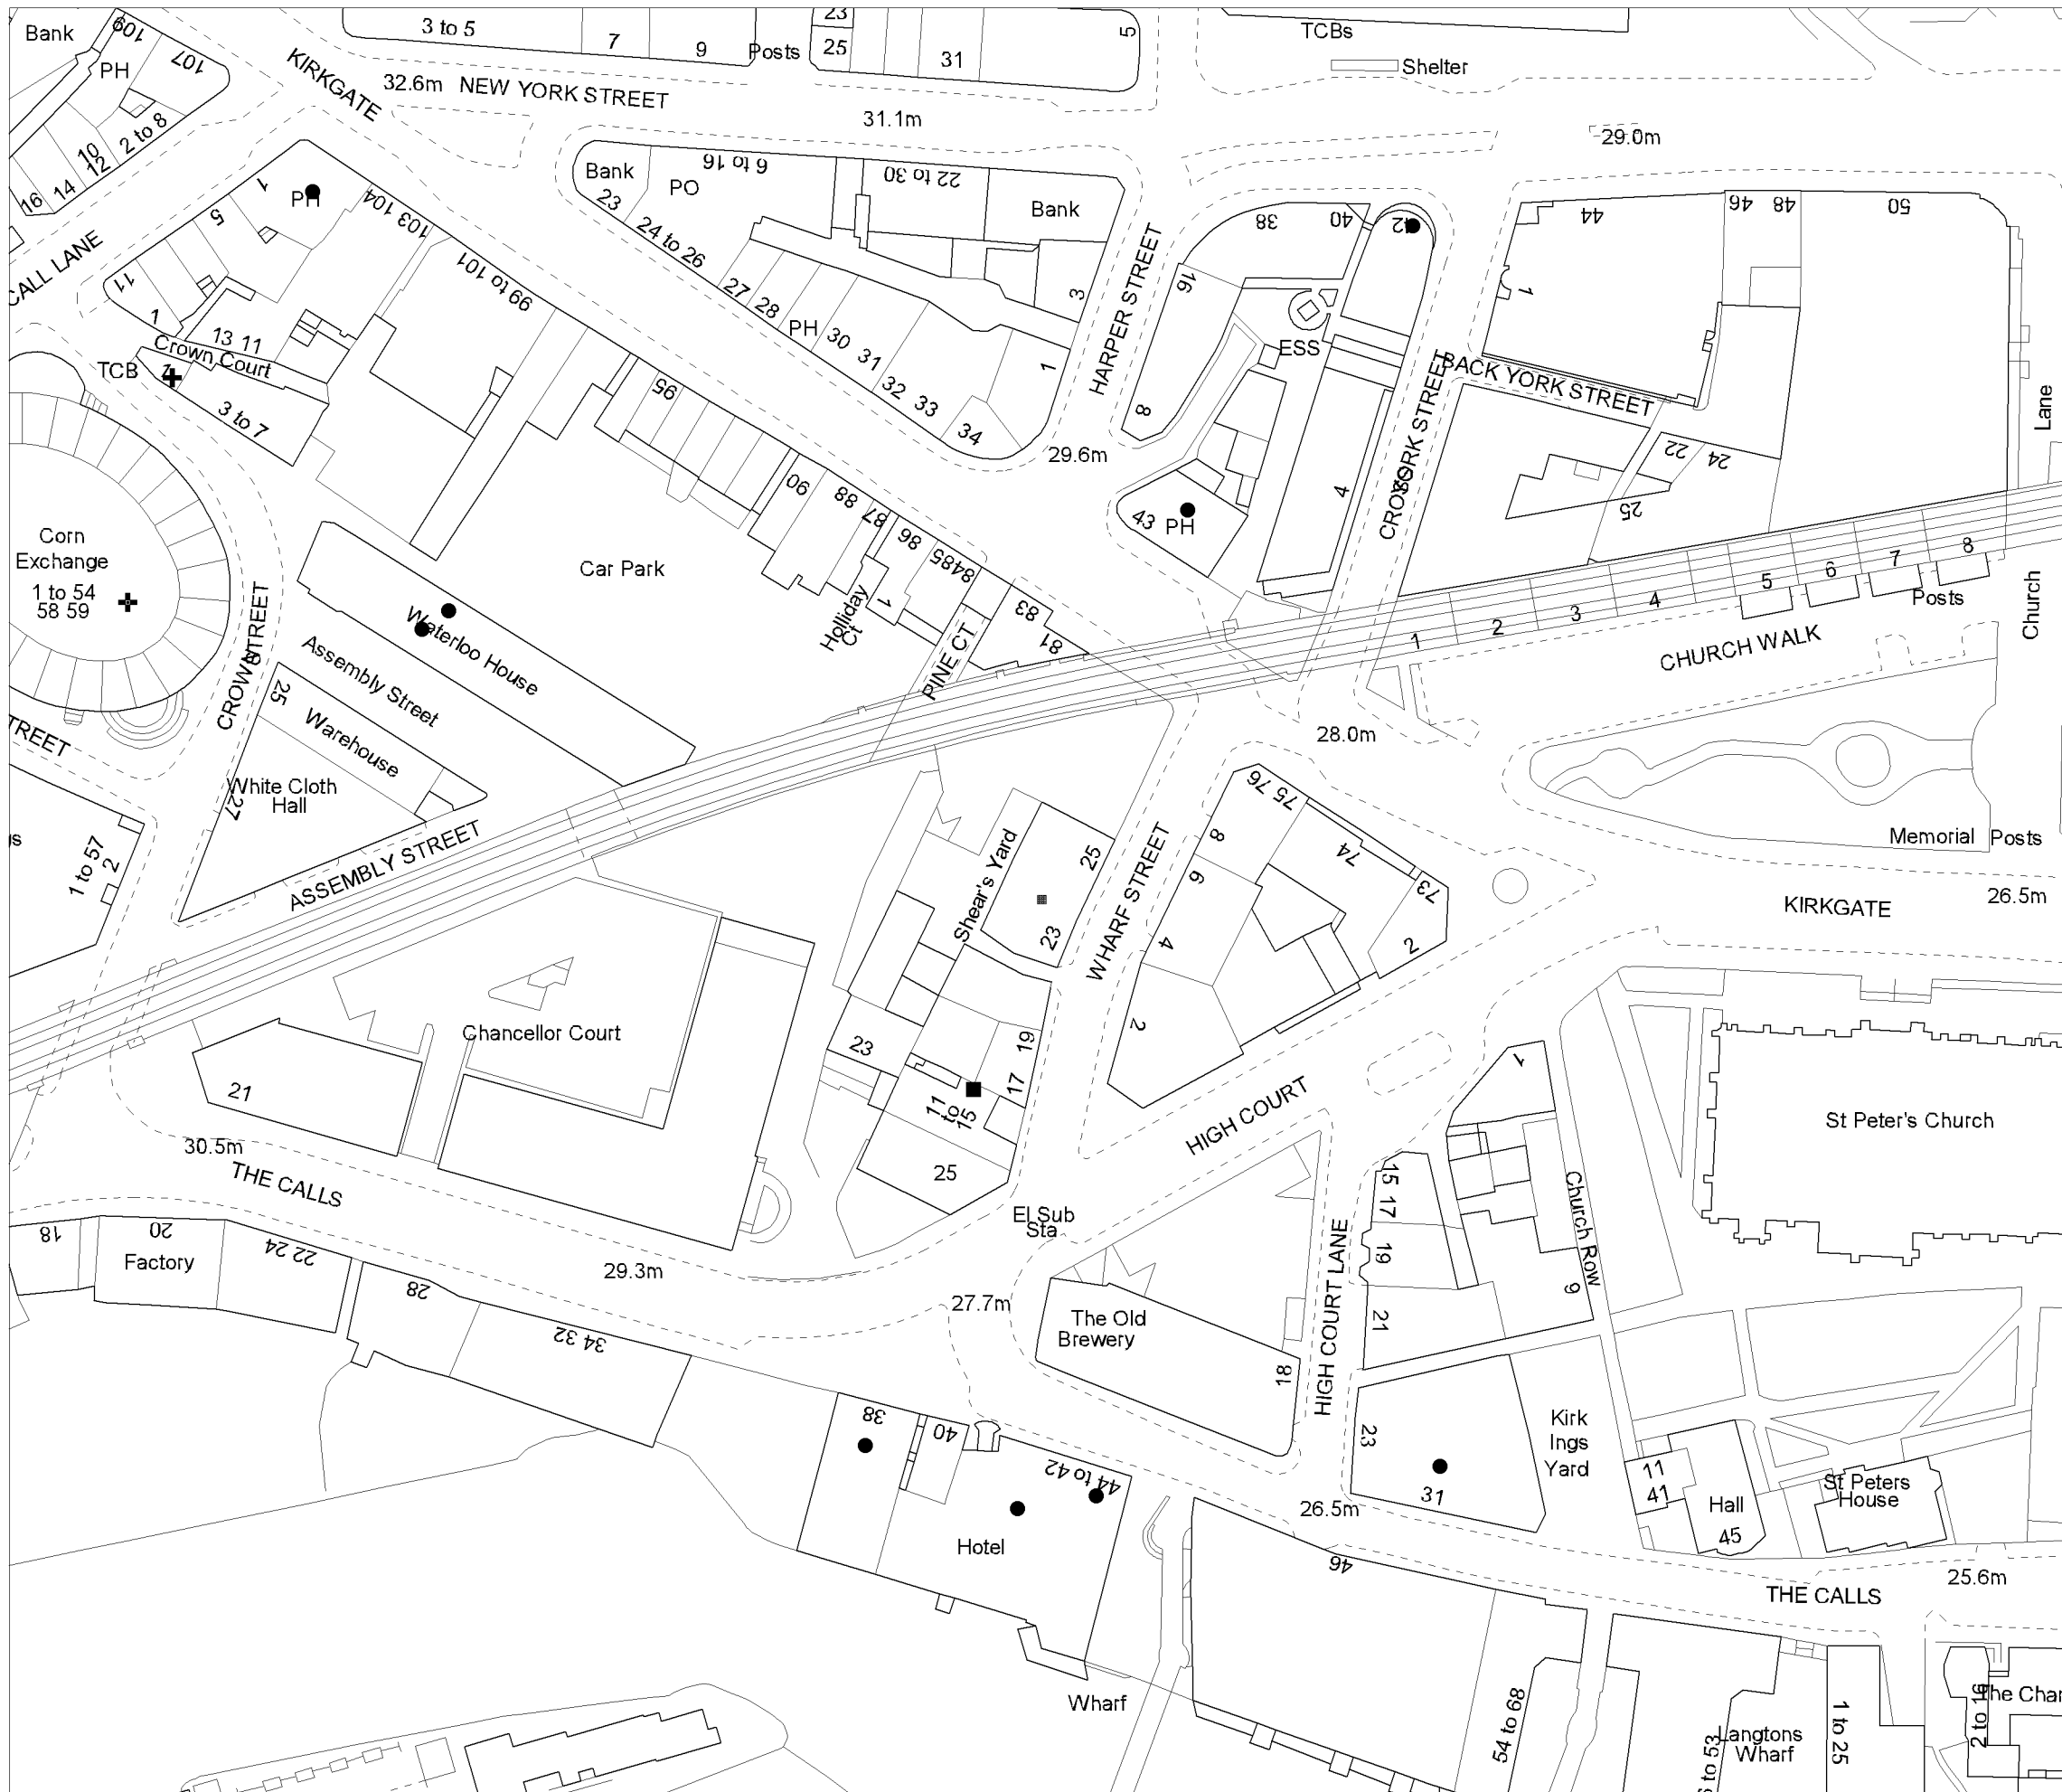 Bank
109
PH
107
2 to 8
10
12
14
16
3 to 5
7
9
Posts
23
25
31
5
TCBs
Shelter
KIRKGATE
32.6m
NEW YORK STREET
31.1m
29.0m
CALL LANE
1
PH
5
11
1
104
103
99 to 101
13 11
Crown Court
TCB
3 to 7
Bank
23
PO
6 to 16
22 to 30
Bank
24 to 26
27
28
PH
30
31
32
33
34
3
1
HARPER STREET
29.6m
38
40
42
16
8
ESS
43
PH
4
CROSS YORK STREET
BACK YORK STREET
44
46
48
50
1
22
24
25
Lane
Church
95
90
88
87
86
85
84
83
81
Car Park
Holliday
Ct
1
PINE CT
Corn
Exchange
1 to 54
58 59
CROWN STREET
Waterloo House
Assembly Street
25
Warehouse
White Cloth
Hall
27
ASSEMBLY STREET
TREET
1 to 57
2
1
2
3
4
5
6
7
8
Posts
CHURCH WALK
28.0m
Memorial
Posts
KIRKGATE
26.5m
Shear's Yard
25
23
WHARF STREET
76
75
74
73
2
8
6
4
2
Chancellor Court
21
30.5m
THE CALLS
23
19
17
11
to
15
25
HIGH COURT
El Sub
Sta
1
St Peter's Church
Church Row
15
17
19
21
9
HIGH COURT LANE
18
20
Factory
22 24
28
32 34
29.3m
27.7m
The Old
Brewery
18
38
40
42 to 44
Hotel
23
31
Kirk
Ings
Yard
26.5m
11
41
Hall
45
St Peters
House
46
THE CALLS
25.6m
Wharf
54 to 68
to 53
Langtons
Wharf
1 to 25
2 to 16
The Char